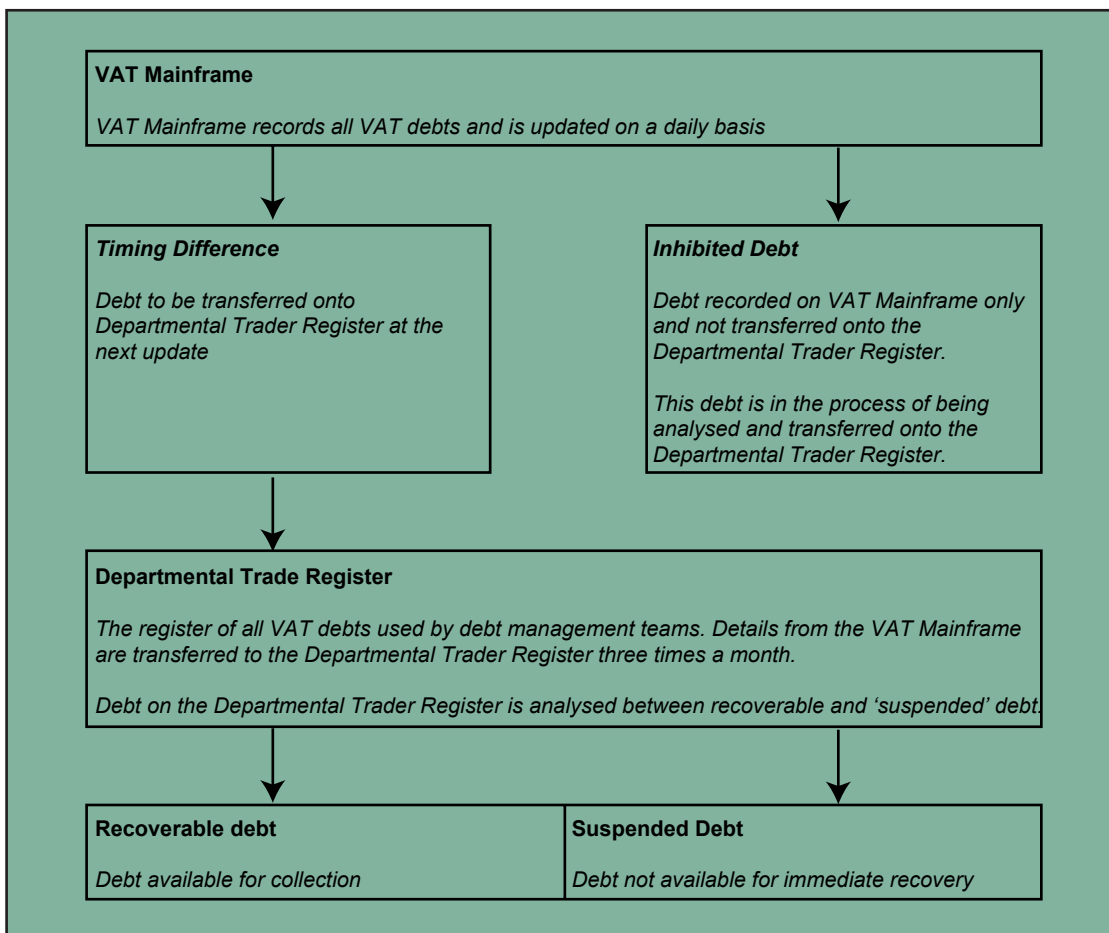 VAT Mainframe
VAT Mainframe records all VAT debts and is updated on a daily basis
Timing Difference
Debt to be transferred onto
Departmental Trader Register at the
next update
Inhibited Debt
Debt recorded on VAT Mainframe only
and not transferred onto the
Departmental Trader Register.
This debt is in the process of being
analysed and transferred onto the
Departmental Trader Register.
Departmental Trade Register
The register of all VAT debts used by debt management teams. Details from the VAT Mainframe
are transferred to the Departmental Trader Register three times a month.
Debt on the Departmental Trader Register is analysed between recoverable and ‘suspended’ debt.
Recoverable debt
Debt available for collection
Suspended Debt
Debt not available for immediate recovery